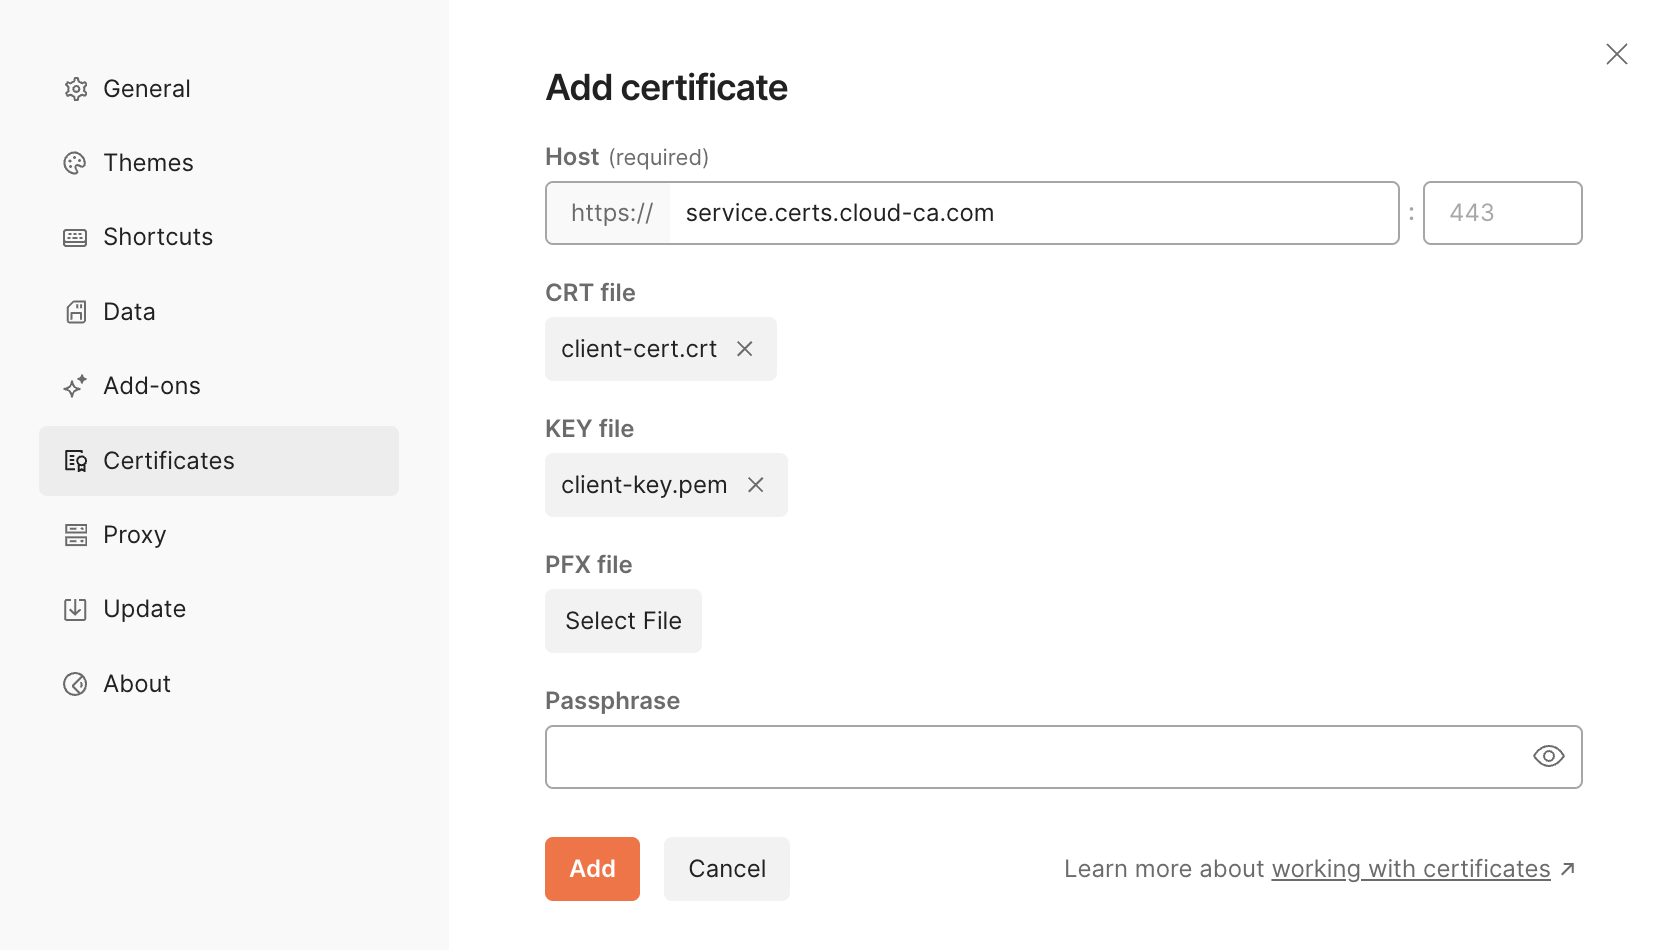 General
Themes
Shortcuts
Data
Add-ons
Certificates
Proxy
Update
About
Add certificate
Host (required)
https:// service.certs.cloud-ca.com : 443
CRT file
client-cert.crt
KEY file
client-key.pem
PFX file
Select File
Passphrase
Add Cancel Learn more about working with certificates ↗